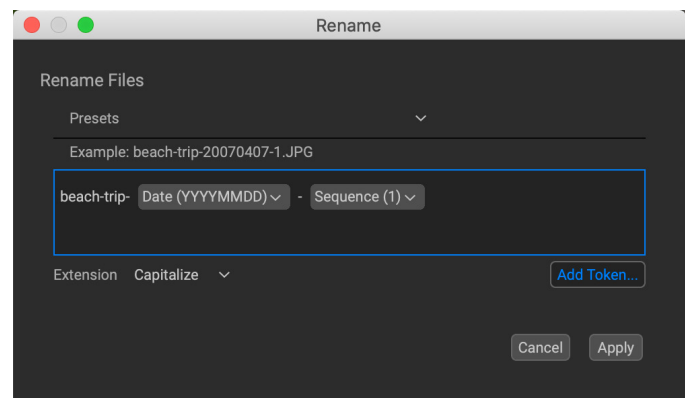 Rename
Rename Files
Presets
Example: beach-trip-20070407-1.JPG
beach-trip- Date (YYYYMMDD) - Sequence (1)
Extension Capitalize Add Token...
Cancel Apply